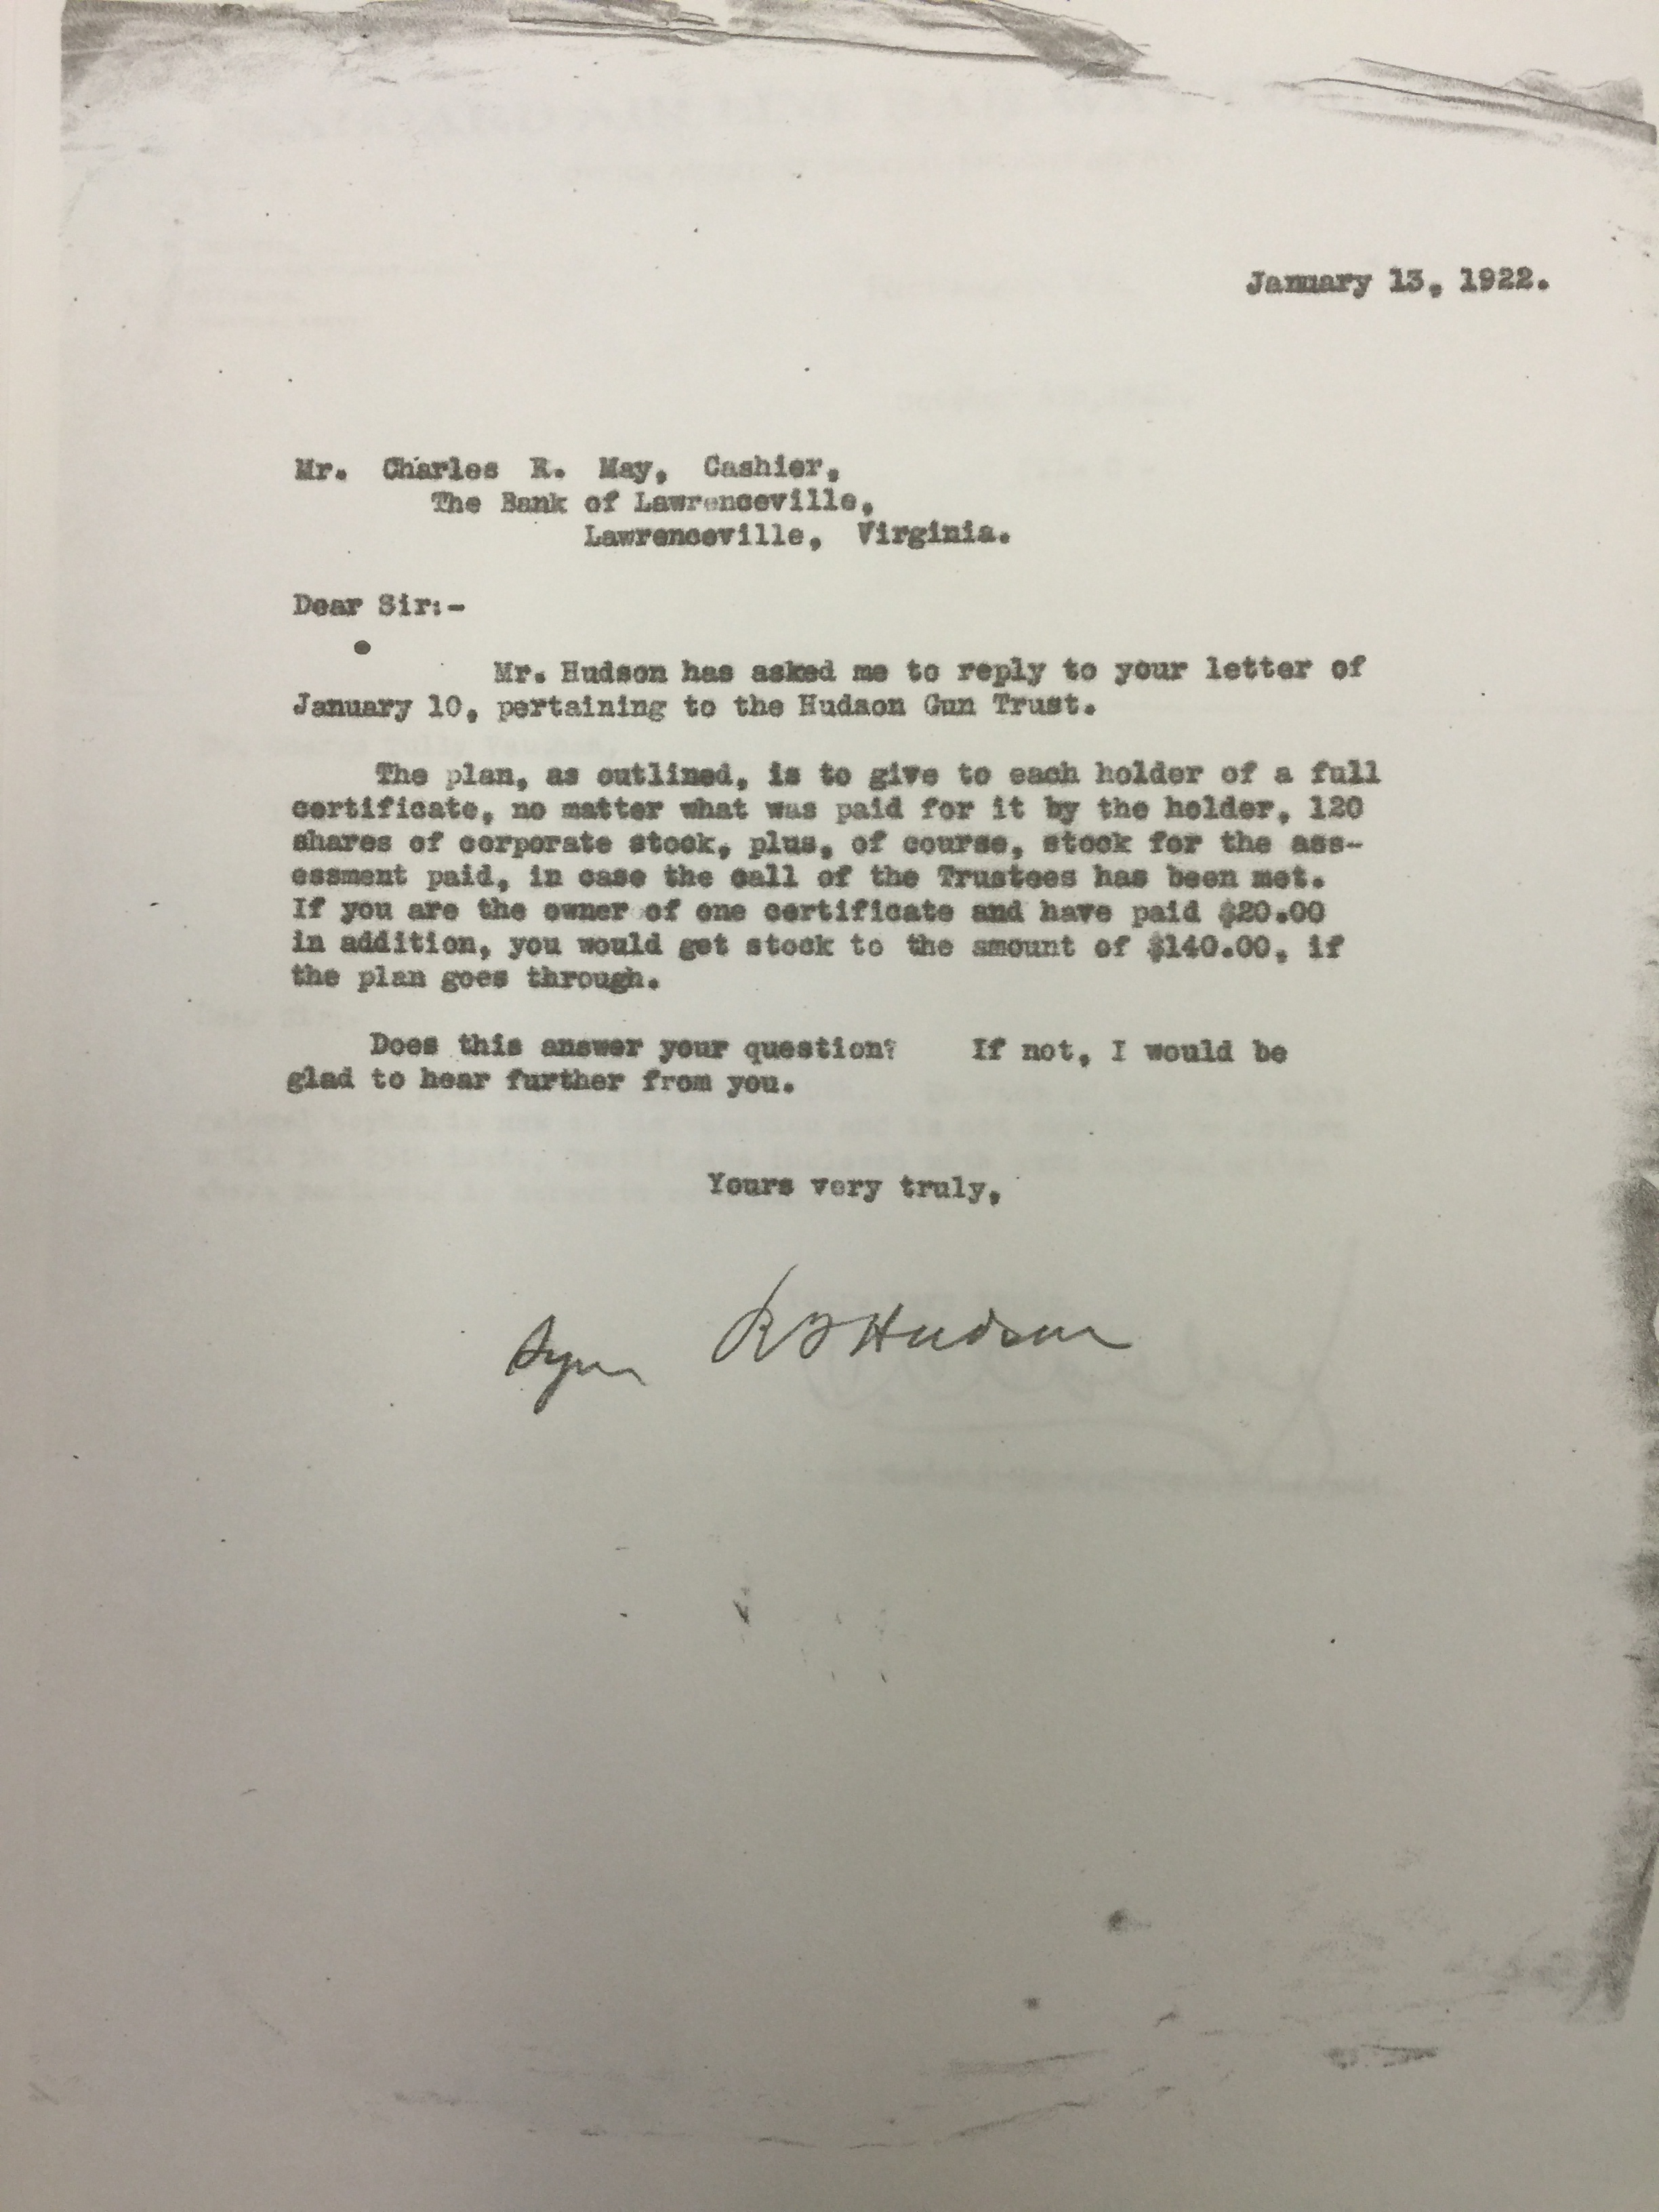 January 13, 1922.
Mr. Charles R. May, Cashier,
The Bank of Lawrenceville,
Lawrenceville, Virginia.
Dear Sir:-
Mr. Hudson has asked me to reply to your letter of
January 10, pertaining to the Hudson Gun Trust.
The plan, as outlined, is to give to each holder of a full
certificate, no matter what was paid for it by the holder, 120
shares of corporate stock, plus, of course, stock for the ass-
essment paid, in case the call of the Trustees has been met.
If you are the owner of one certificate and have paid $20.00
in addition, you would get stock to the amount of $140.00, if
the plan goes through.
Does this answer your question? If not, I would be
glad to hear further from you.
Yours very truly,
Hudson